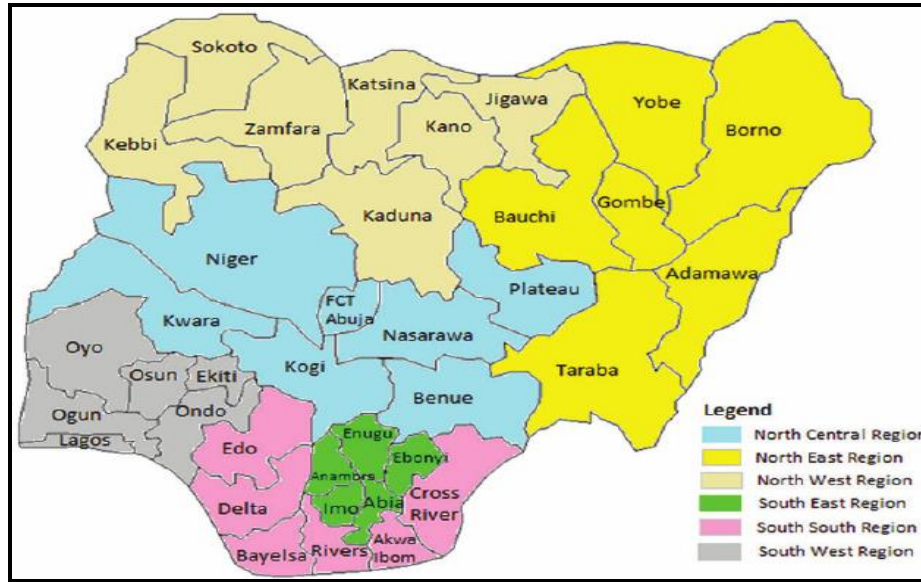 Sokoto
Katsina
Jigawa
Yobe
Borno
Kebbi
Zamfara
Kano
Kaduna
Bauchi
Gombe
Adamawa
Niger
FCT
Abuja
Plateau
Nasarawa
Kwara
Kogi
Benue
Taraba
Oyo
Osun
Ekiti
Ogun
Ondo
Lagos
Edo
Enugu
Ebonyi
Anambrs
Imo
Abia
Cross
River
Delta
Bayelsa
Rivers
Akwa
Ibom
Legend
North Central Region
North East Region
North West Region
South East Region
South South Region
South West Region